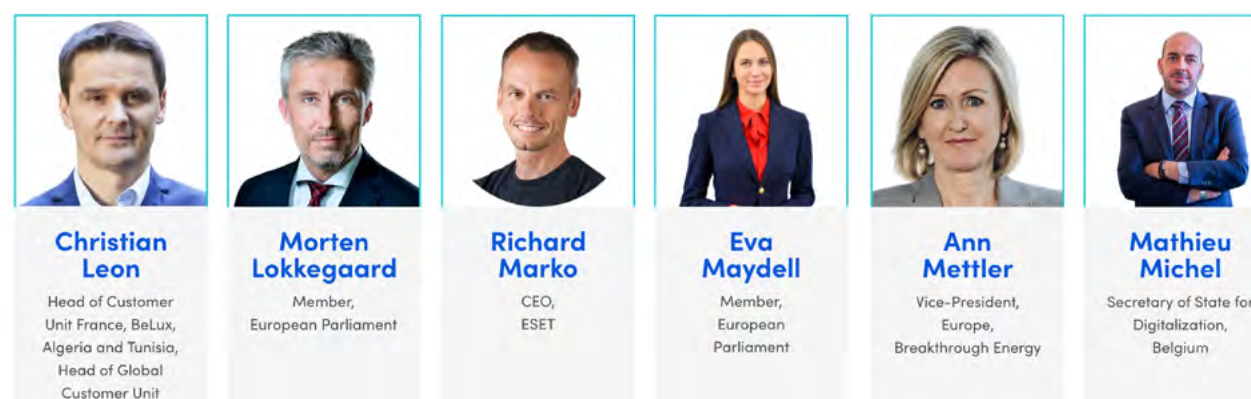 Christian
Leon
Head of Customer
Unit France, BeLux,
Algeria and Tunisia,
Head of Global
Customer Unit
Morten
Lokkegaard
Member,
European Parliament
Richard
Marko
CEO,
ESET
Eva
Maydell
Member,
European
Parliament
Ann
Mettler
Vice-President,
Europe,
Breakthrough Energy
Mathieu
Michel
Secretary of State for
Digitalization,
Belgium